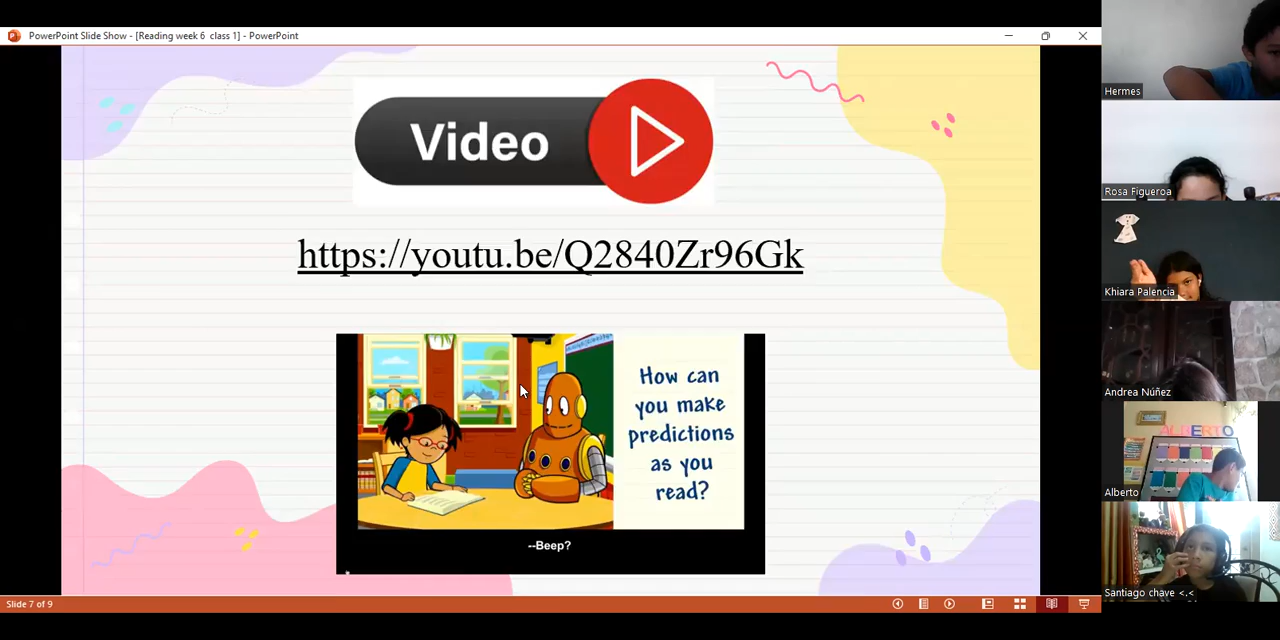 PowerPoint Slide Show - [Reading week 6  class 1] - PowerPoint
Video
https://youtu.be/Q2840Zr96Gk
How can
you make
predictions
as you
read?
--Beep?
Slide 7 of 9
Hermes
Rosa Figueroa
Khiara Palencia
Andrea Núñez
ALBERTO
Alberto
Santiago chave <.<